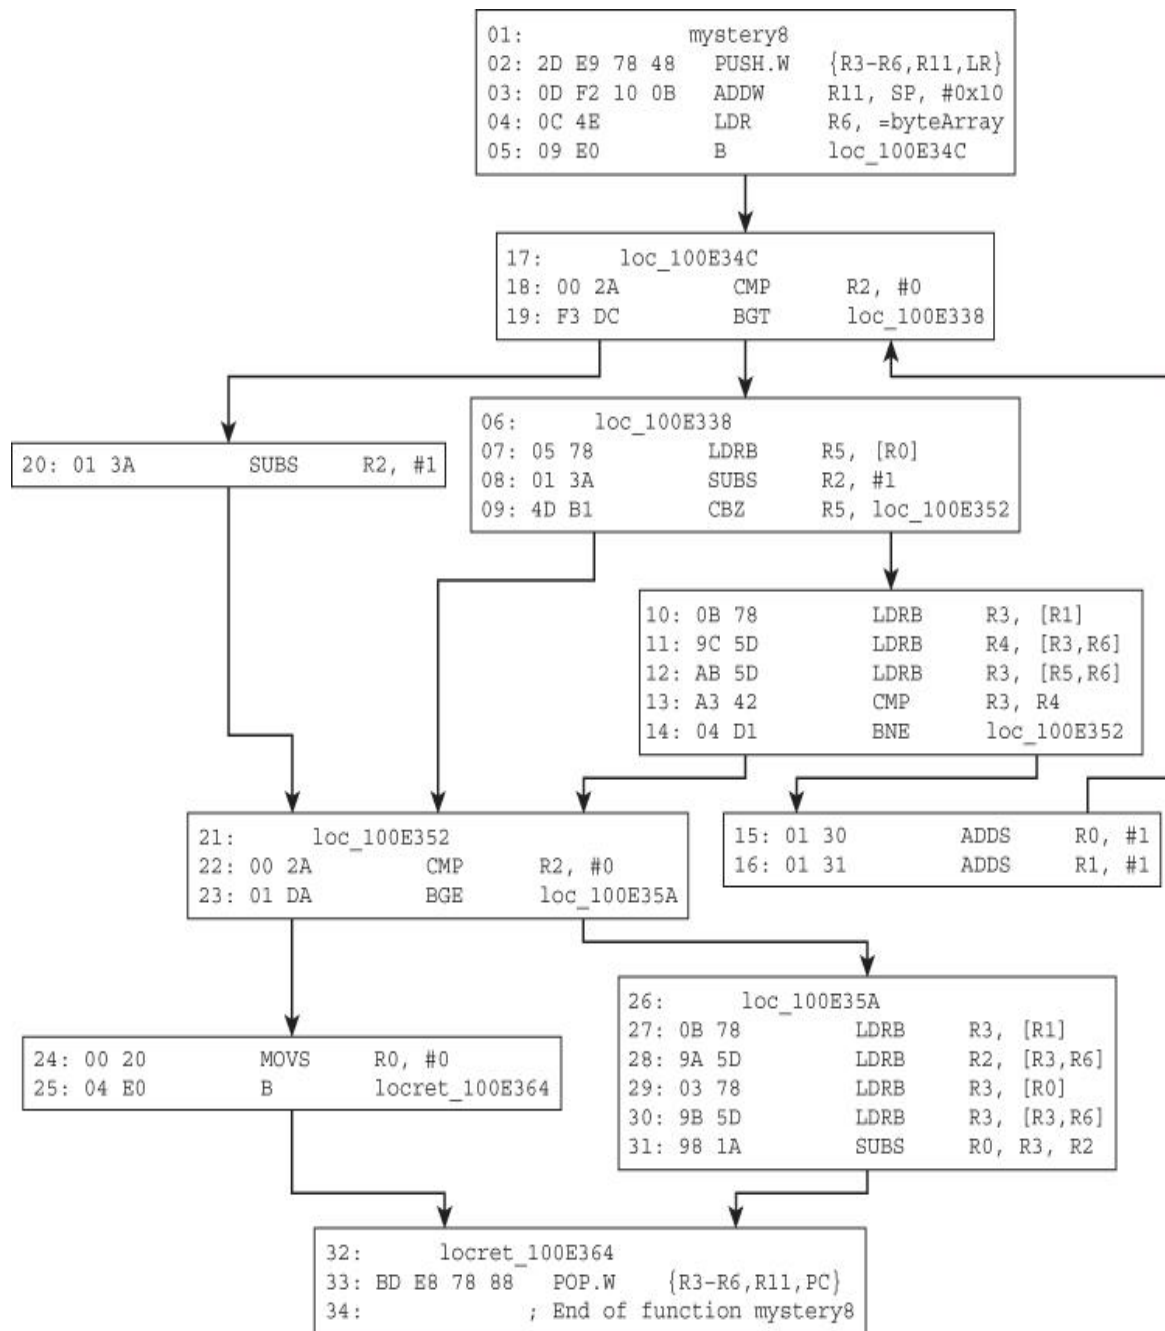 01: mystery8
02: 2D E9 78 48 PUSH.W {R3-R6,R11,LR}
03: 0D F2 10 0B ADDW R11, SP, #0x10
04: 0C 4E LDR R6, =byteArray
05: 09 E0 B loc_100E34C
17: loc_100E34C
18: 00 2A CMP R2, #0
19: F3 DC BGT loc_100E338
06: loc_100E338
07: 05 78 LDRB R5, [R0]
08: 01 3A SUBS R2, #1
09: 4D B1 CBZ R5, loc_100E352
20: 01 3A SUBS R2, #1
10: 0B 78 LDRB R3, [R1]
11: 9C 5D LDRB R4, [R3,R6]
12: AB 5D LDRB R3, [R5,R6]
13: A3 42 CMP R3, R4
14: 04 D1 BNE loc_100E352
15: 01 30 ADDS R0, #1
16: 01 31 ADDS R1, #1
21: loc_100E352
22: 00 2A CMP R2, #0
23: 01 DA BGE loc_100E35A
24: 00 20 MOVS R0, #0
25: 04 E0 B locret_100E364
26: loc_100E35A
27: 0B 78 LDRB R3, [R1]
28: 9A 5D LDRB R2, [R3,R6]
29: 03 78 LDRB R3, [R0]
30: 9B 5D LDRB R3, [R3,R6]
31: 98 1A SUBS R0, R3, R2
32: locret_100E364
33: BD E8 78 88 POP.W {R3-R6,R11,PC}
34: ; End of function mystery8